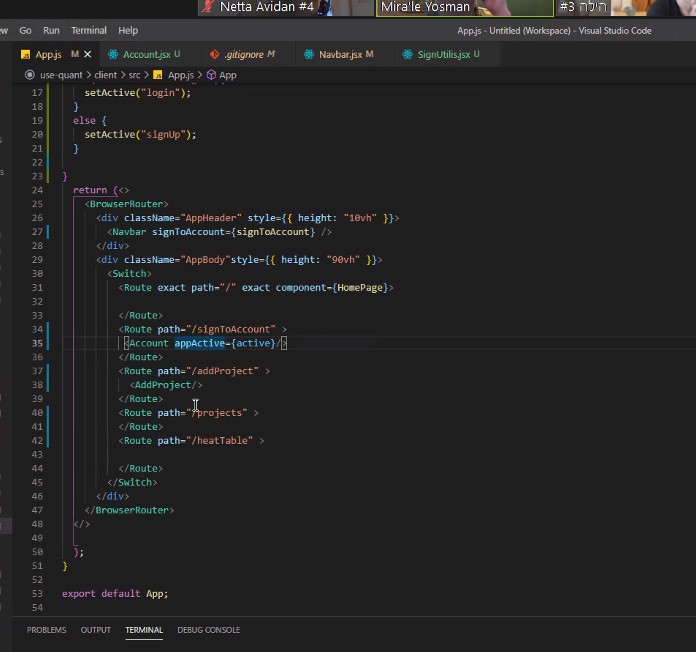 Netta Avidan #4
Mira'le Yosman
#3 הילה
Go Run Terminal Help
App.js - Untitled (Workspace) - Visual Studio Code
App.js M Account.jsx U .gitignore M Navbar.jsx M SignUtilis.jsx U
use-quant > client > src > App.js > App
17 setActive("login");
18 }
19 else {
20 setActive("signUp");
21 }
22
23 }
24 return (<>
25 <BrowserRouter>
26 <div className="AppHeader" style={{ height: "10vh" }}>
27 <Navbar signToAccount={signToAccount} />
28 </div>
29 <div className="AppBody"style={{ height: "90vh" }}>
30 <Switch>
31 <Route exact path="/" exact component={HomePage}>
32
33 </Route>
34 <Route path="/signToAccount" >
35 <Account appActive={active}/>
36 </Route>
37 <Route path="/addProject" >
38 <AddProject/>
39 </Route>
40 <Route path="/projects" >
41 </Route>
42 <Route path="/heatTable" >
43
44 </Route>
45 </Switch>
46 </div>
47 </BrowserRouter>
48 </>
49
50 );
51 }
52
53 export default App;
54
PROBLEMS OUTPUT TERMINAL DEBUG CONSOLE